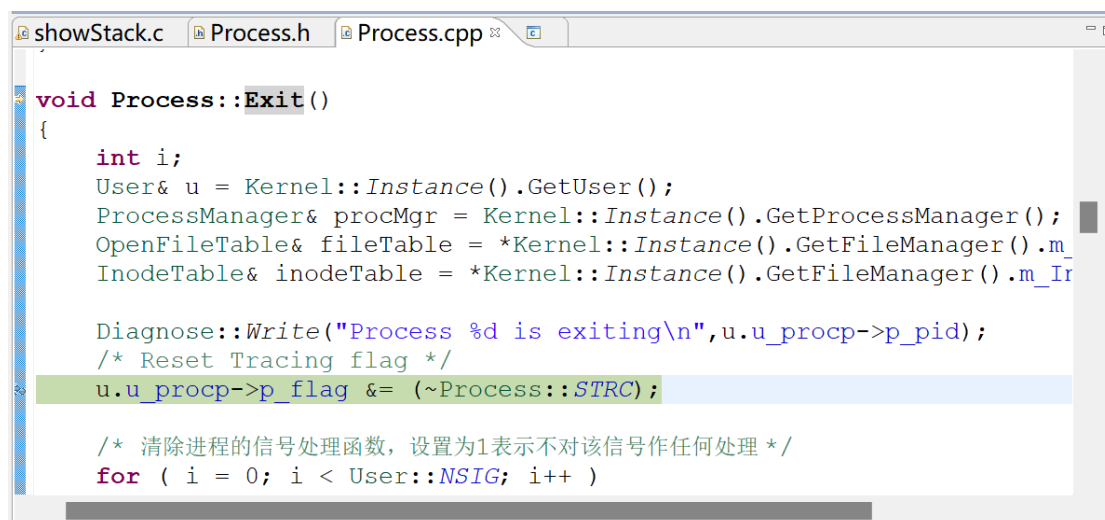 showStack.c Process.h Process.cpp
void Process::Exit()
{
int i;
User& u = Kernel::Instance().GetUser();
ProcessManager& procMgr = Kernel::Instance().GetProcessManager();
OpenFileTable& fileTable = *Kernel::Instance().GetFileManager().m_
InodeTable& inodeTable = *Kernel::Instance().GetFileManager().m_In
Diagnose::Write("Process %d is exiting\n",u.u_procp->p_pid);
/* Reset Tracing flag */
u.u_procp->p_flag &= (~Process::STRC);
/* 清除进程的信号处理函数，设置为1表示不对该信号作任何处理 */
for ( i = 0; i < User::NSIG; i++ )